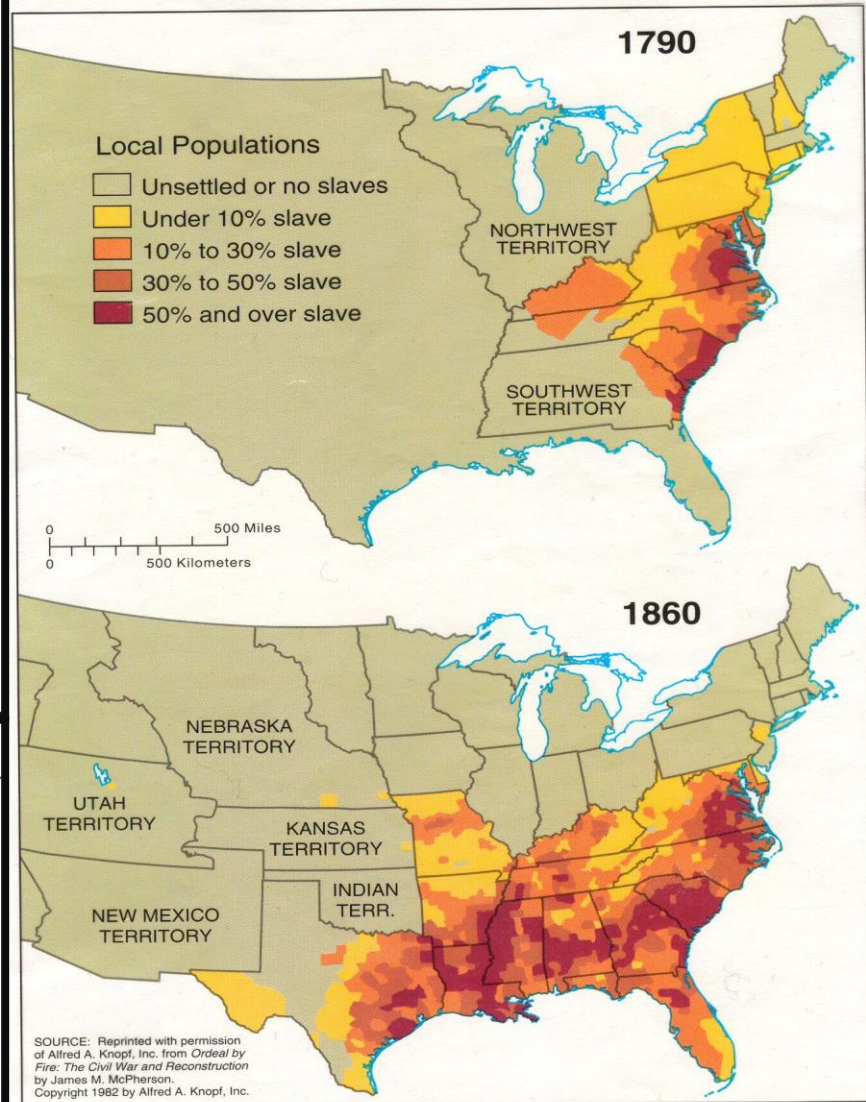 1790
Local Populations
Unsettled or no slaves
Under 10% slave
10% to 30% slave
30% to 50% slave
50% and over slave
NORTHWEST
TERRITORY
SOUTHWEST
TERRITORY
0 500 Miles
0 500 Kilometers
1860
NEBRASKA
TERRITORY
UTAH
TERRITORY
KANSAS
TERRITORY
INDIAN
TERR.
NEW MEXICO
TERRITORY
SOURCE: Reprinted with permission
of Alfred A. Knopf, Inc. from Ordeal by
Fire: The Civil War and Reconstruction
by James M. McPherson.
Copyright 1982 by Alfred A. Knopf, Inc.